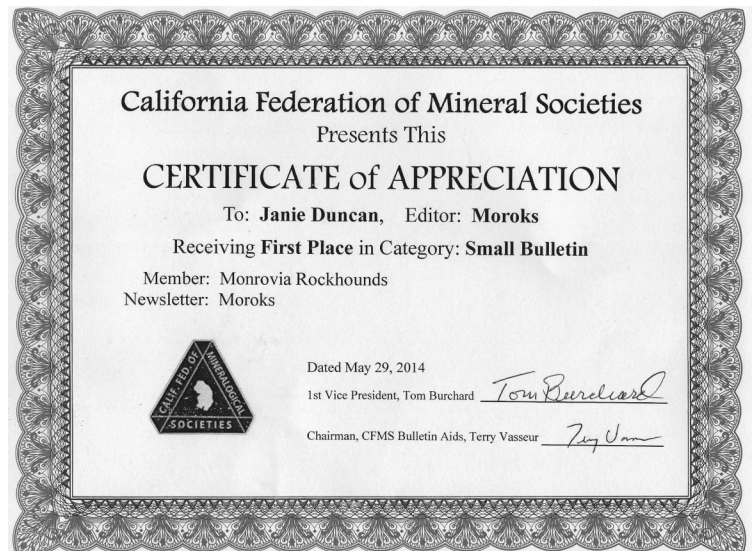 California Federation of Mineral Societies
Presents This
CERTIFICATE of APPRECIATION
To: Janie Duncan, Editor: Moroks
Receiving First Place in Category: Small Bulletin
Member: Monrovia Rockhounds
Newsletter: Moroks
CALIF. FED. OF
MINERALOGICAL
SOCIETIES
Dated May 29, 2014
1st Vice President, Tom Burchard Tom Burchard
Chairman, CFMS Bulletin Aids, Terry Vasseur